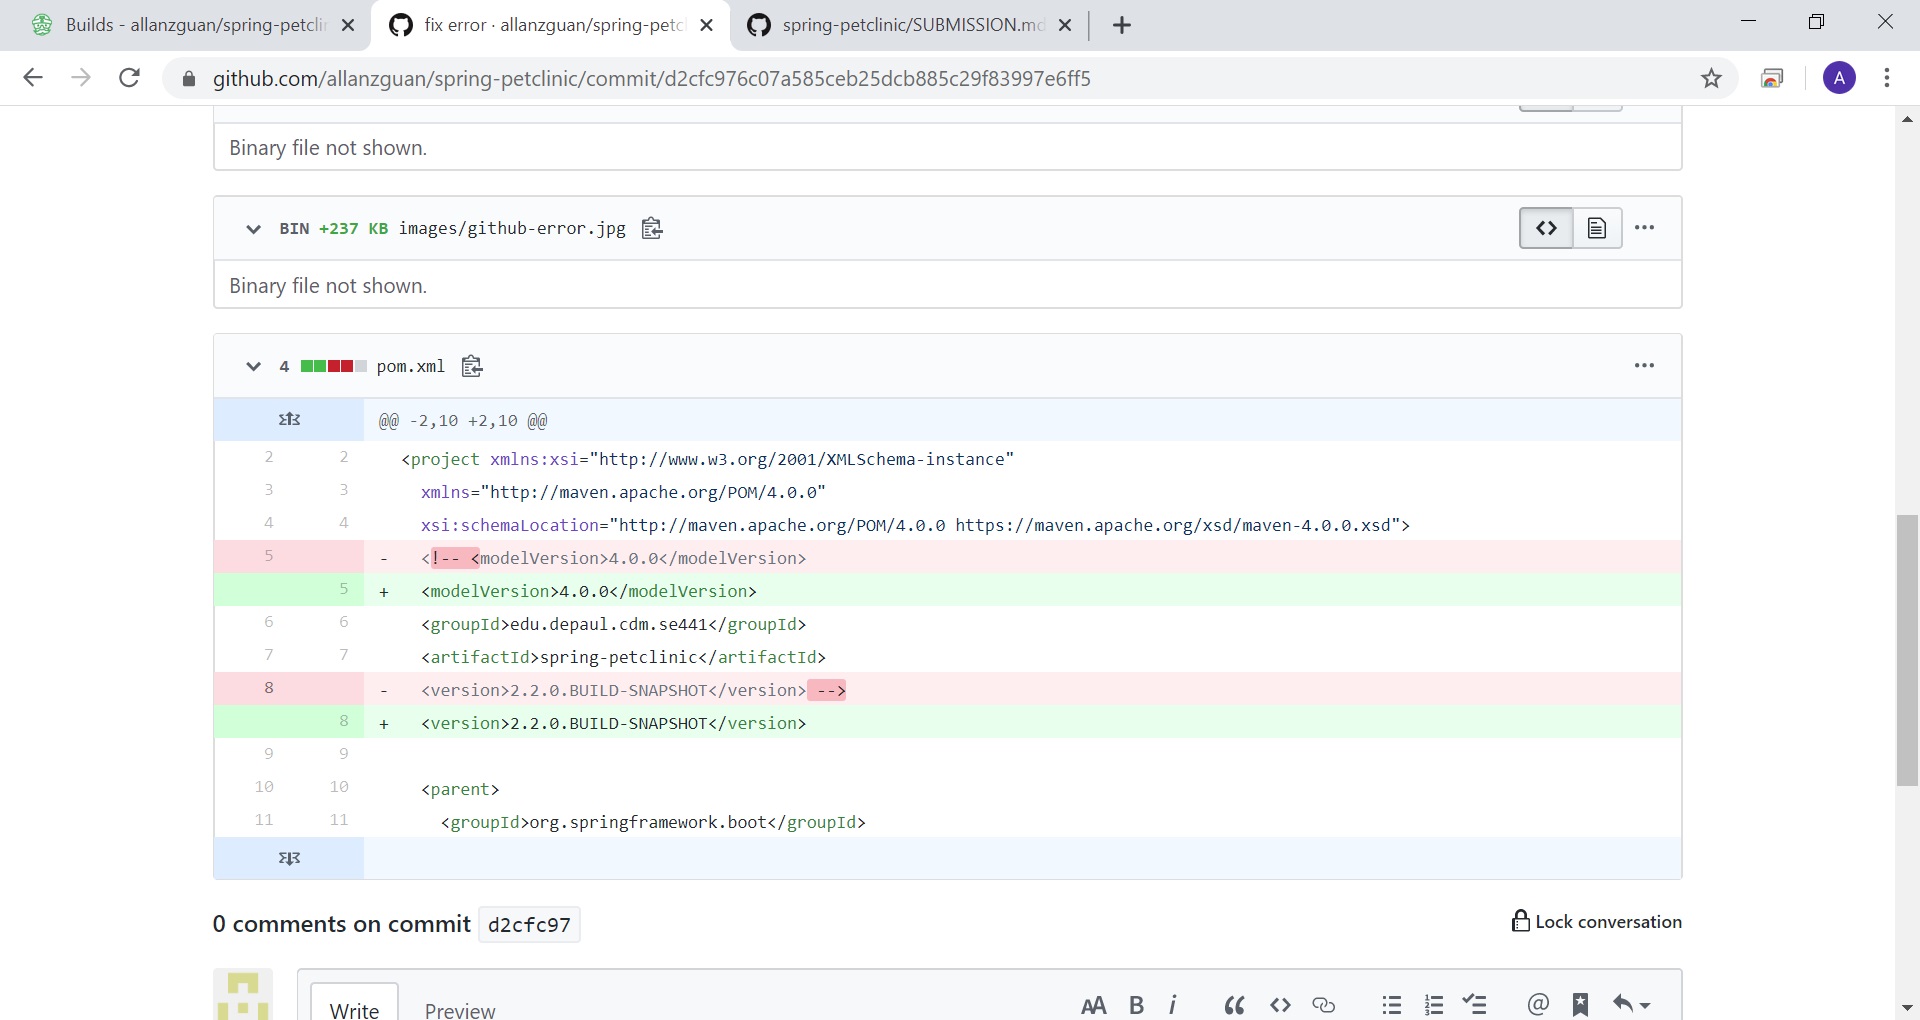 Builds - allanzguan/spring-petclin
fix error · allanzguan/spring-petc
spring-petclinic/SUBMISSION.md
github.com/allanzguan/spring-petclinic/commit/d2cfc976c07a585ceb25dcb885c29f83997e6ff5
A
Binary file not shown.
BIN +237 KB images/github-error.jpg
Binary file not shown.
4 pom.xml
@@ -2,10 +2,10 @@
2 2 <project xmlns:xsi="http://www.w3.org/2001/XMLSchema-instance"
3 3 xmlns="http://maven.apache.org/POM/4.0.0"
4 4 xsi:schemaLocation="http://maven.apache.org/POM/4.0.0 https://maven.apache.org/xsd/maven-4.0.0.xsd">
5 - <!-- <modelVersion>4.0.0</modelVersion>
5 + <modelVersion>4.0.0</modelVersion>
6 6 <groupId>edu.depaul.cdm.se441</groupId>
7 7 <artifactId>spring-petclinic</artifactId>
8 - <version>2.2.0.BUILD-SNAPSHOT</version> -->
8 + <version>2.2.0.BUILD-SNAPSHOT</version>
9 9
10 10 <parent>
11 11 <groupId>org.springframework.boot</groupId>
0 comments on commit d2cfc97
Lock conversation
Write
Preview
AA B i